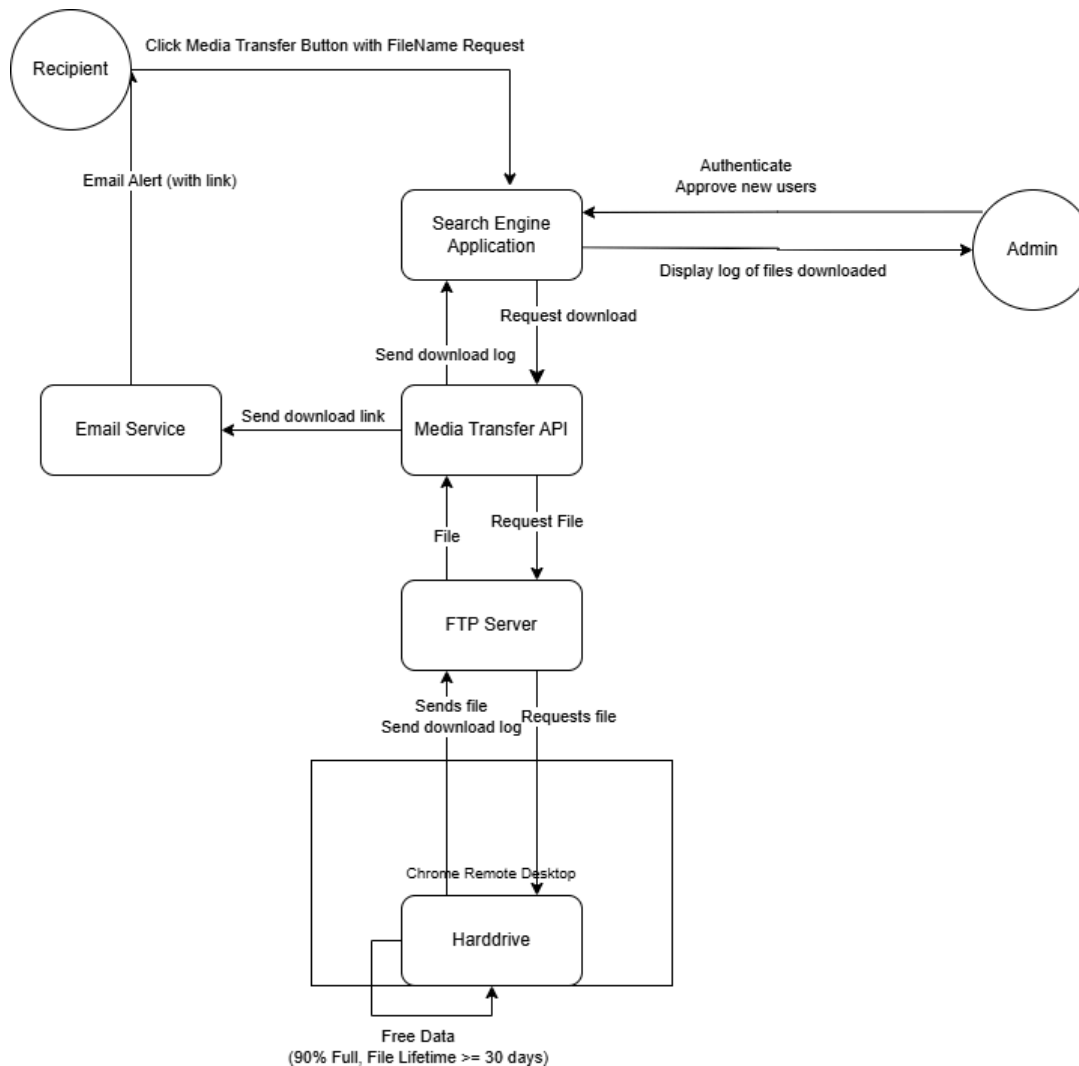 Click Media Transfer Button with FileName Request
Recipient
Email Alert (with link)
Authenticate
Approve new users
Search Engine
Application
Admin
Display log of files downloaded
Request download
Send download log
Send download link
Email Service
Media Transfer API
Request File
File
FTP Server
Sends file
Send download log
Requests file
Chrome Remote Desktop
Harddrive
Free Data
(90% Full, File Lifetime >= 30 days)